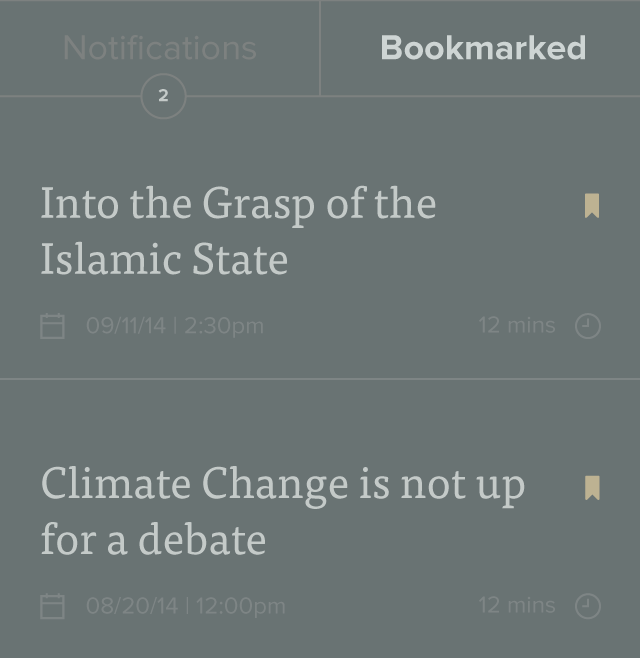 Notifications
Bookmarked
2
Into the Grasp of the
Islamic State
09/11/14 | 2:30pm
12 mins
Climate Change is not up
for a debate
08/20/14 | 12:00pm
12 mins